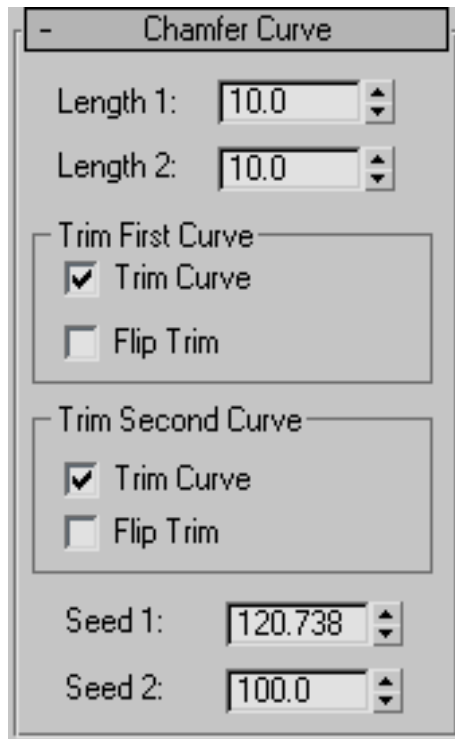 - Chamfer Curve
Length 1: 10.0
Length 2: 10.0
Trim First Curve
Trim Curve
Flip Trim
Trim Second Curve
Trim Curve
Flip Trim
Seed 1: 120.738
Seed 2: 100.0